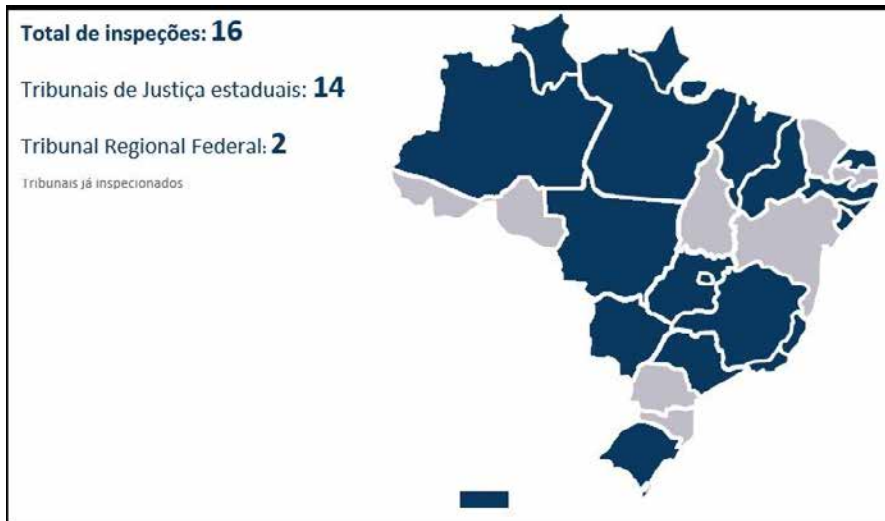 Total de inspeções: 16
Tribunais de Justiça estaduais: 14
Tribunal Regional Federal: 2
Tribunais já inspecionados